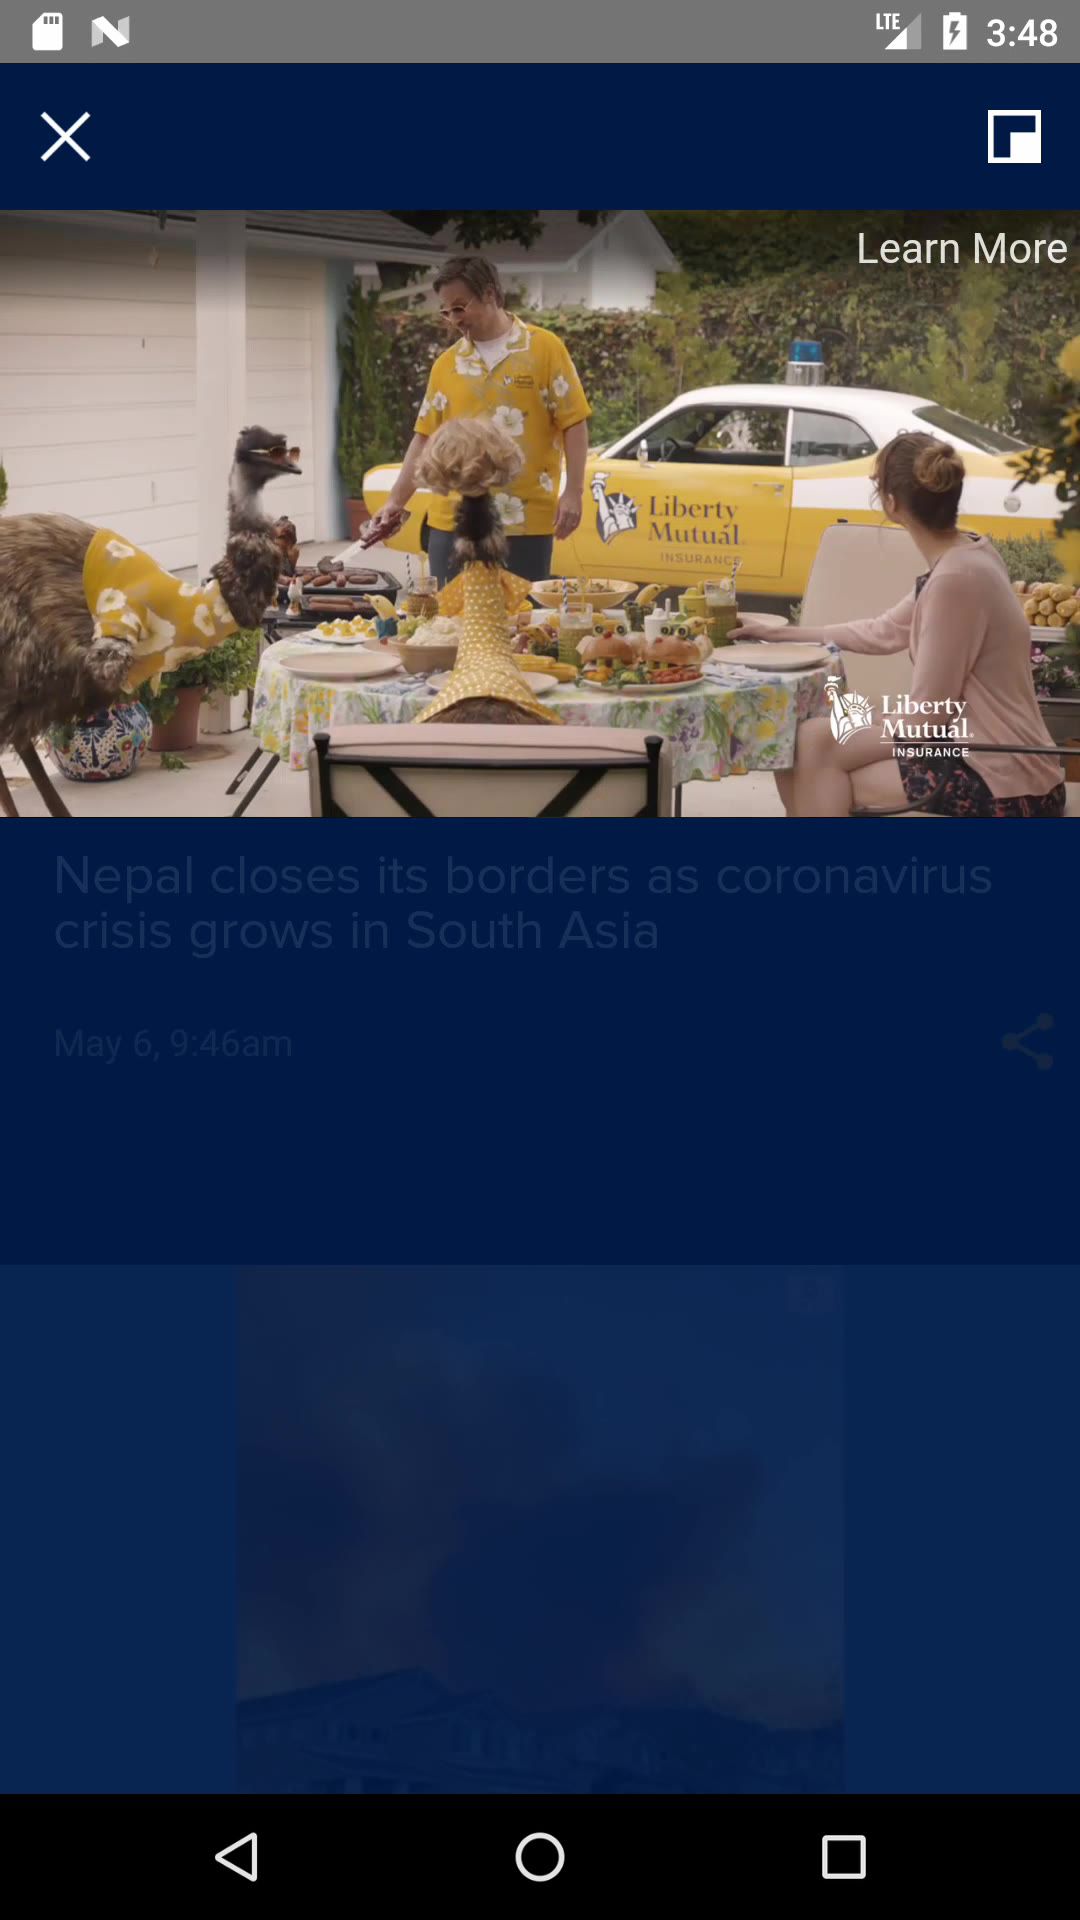 LTE
3:48
Learn More
Liberty
Mutual
INSURANCE
Liberty
Mutual®
INSURANCE
Nepal closes its borders as coronavirus
crisis grows in South Asia
May 6, 9:46am